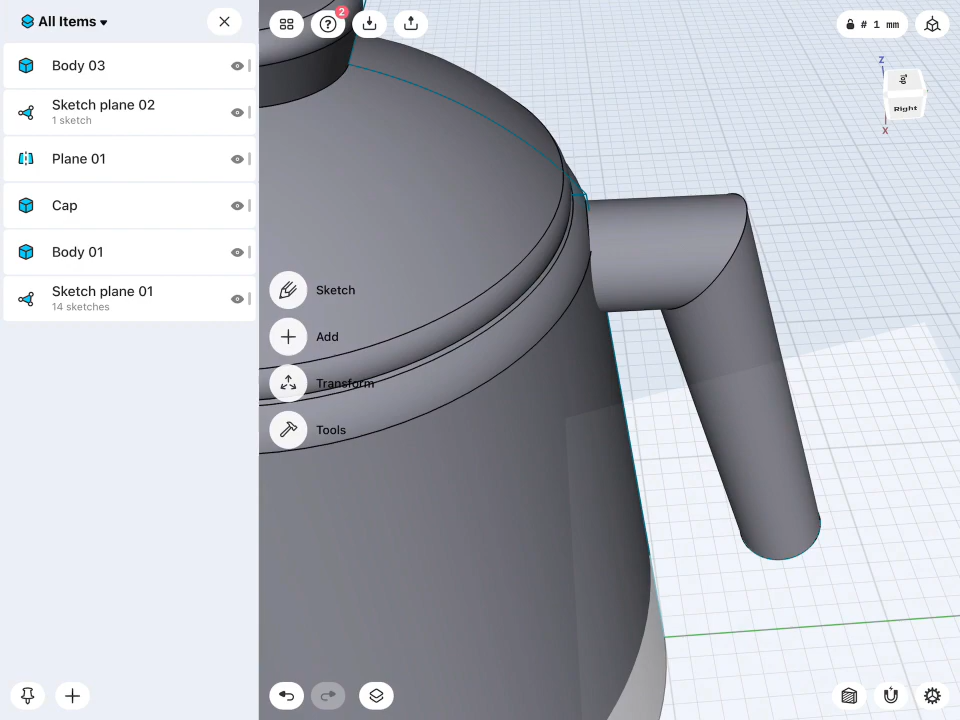 All Items
Body 03
Sketch plane 02
1 sketch
Plane 01
Cap
Body 01
Sketch plane 01
14 sketches
2
# 1 mm
Z
Right
X
Sketch
Add
Transform
Tools